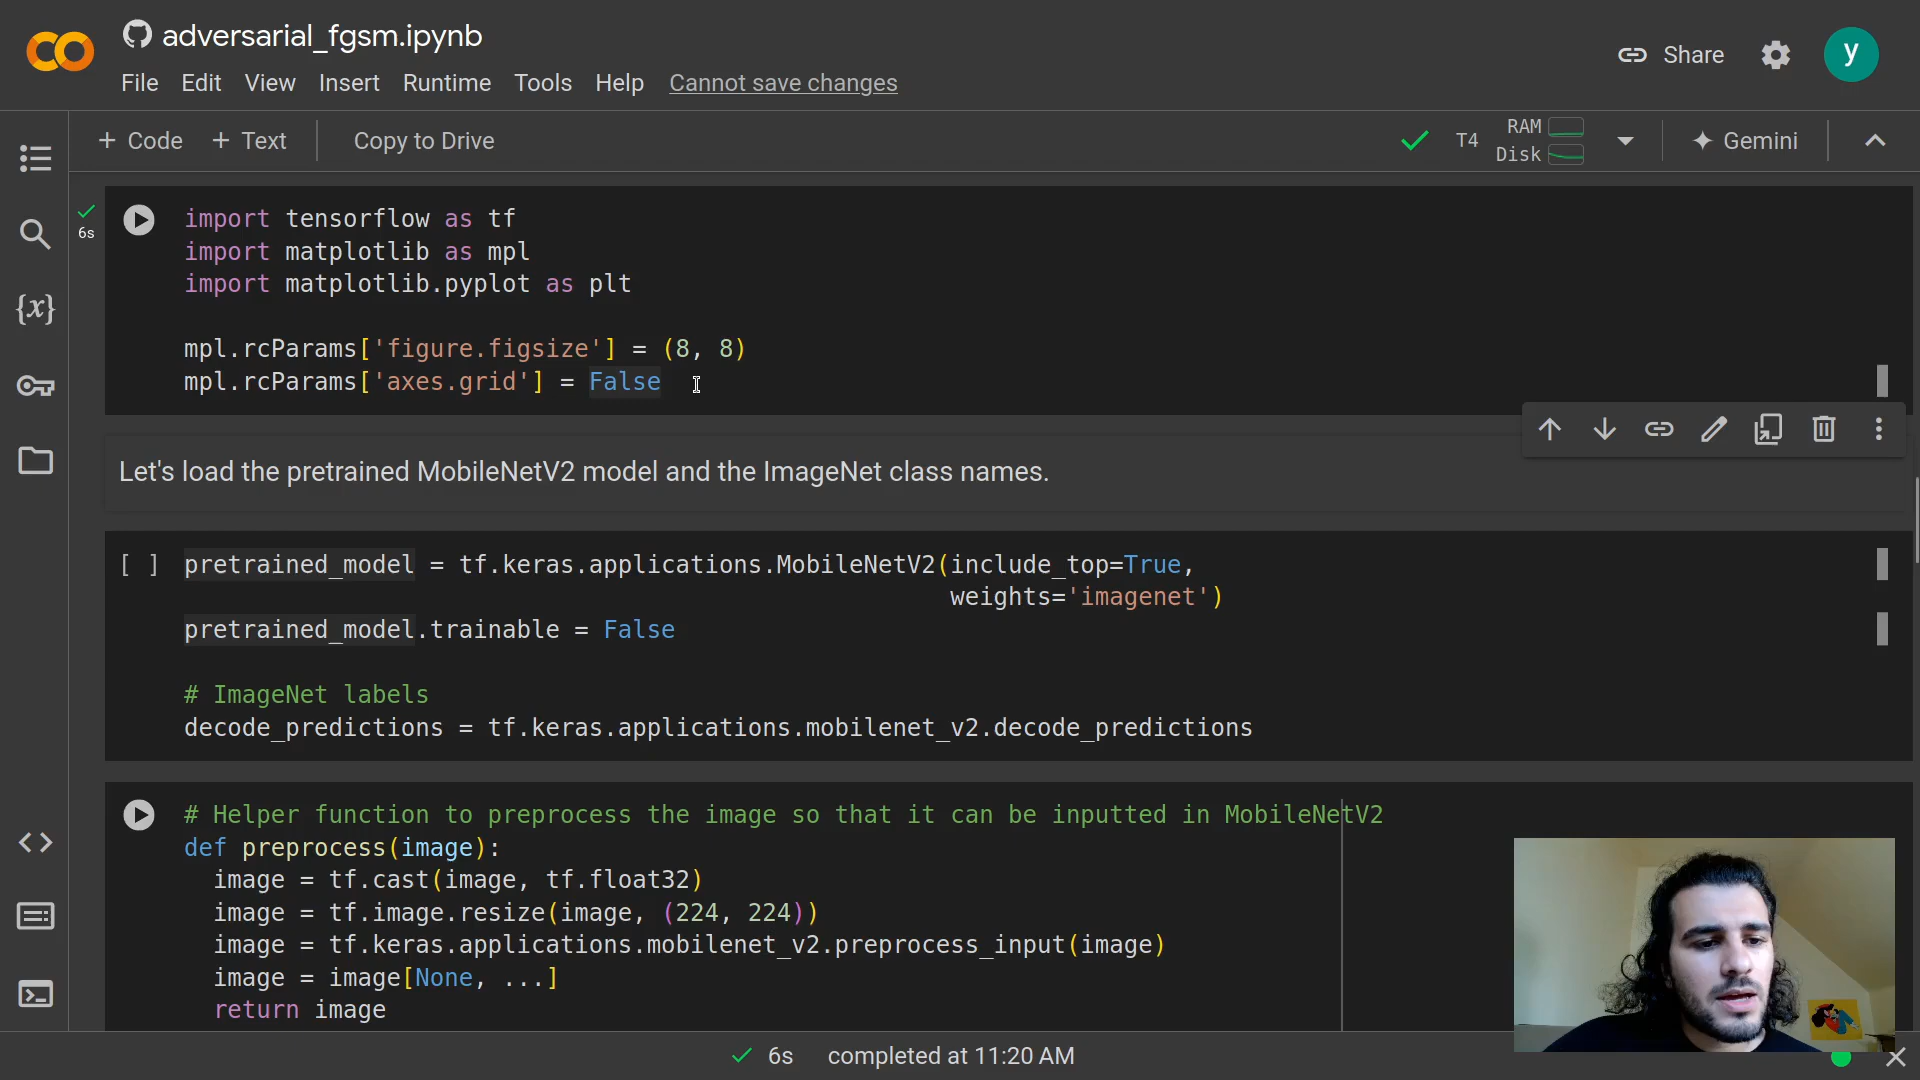 adversarial_fgsm.ipynb
File Edit View Insert Runtime Tools Help Cannot save changes
Share
y
+ Code + Text Copy to Drive
T4
RAM
Disk
Gemini
{x}
6s
import tensorflow as tf
import matplotlib as mpl
import matplotlib.pyplot as plt
mpl.rcParams['figure.figsize'] = (8, 8)
mpl.rcParams['axes.grid'] = False
Let's load the pretrained MobileNetV2 model and the ImageNet class names.
[ ] pretrained_model = tf.keras.applications.MobileNetV2(include_top=True,
weights='imagenet')
pretrained_model.trainable = False
# ImageNet labels
decode_predictions = tf.keras.applications.mobilenet_v2.decode_predictions
# Helper function to preprocess the image so that it can be inputted in MobileNetV2
def preprocess(image):
image = tf.cast(image, tf.float32)
image = tf.image.resize(image, (224, 224))
image = tf.keras.applications.mobilenet_v2.preprocess_input(image)
image = image[None, ...]
return image
6s completed at 11:20 AM